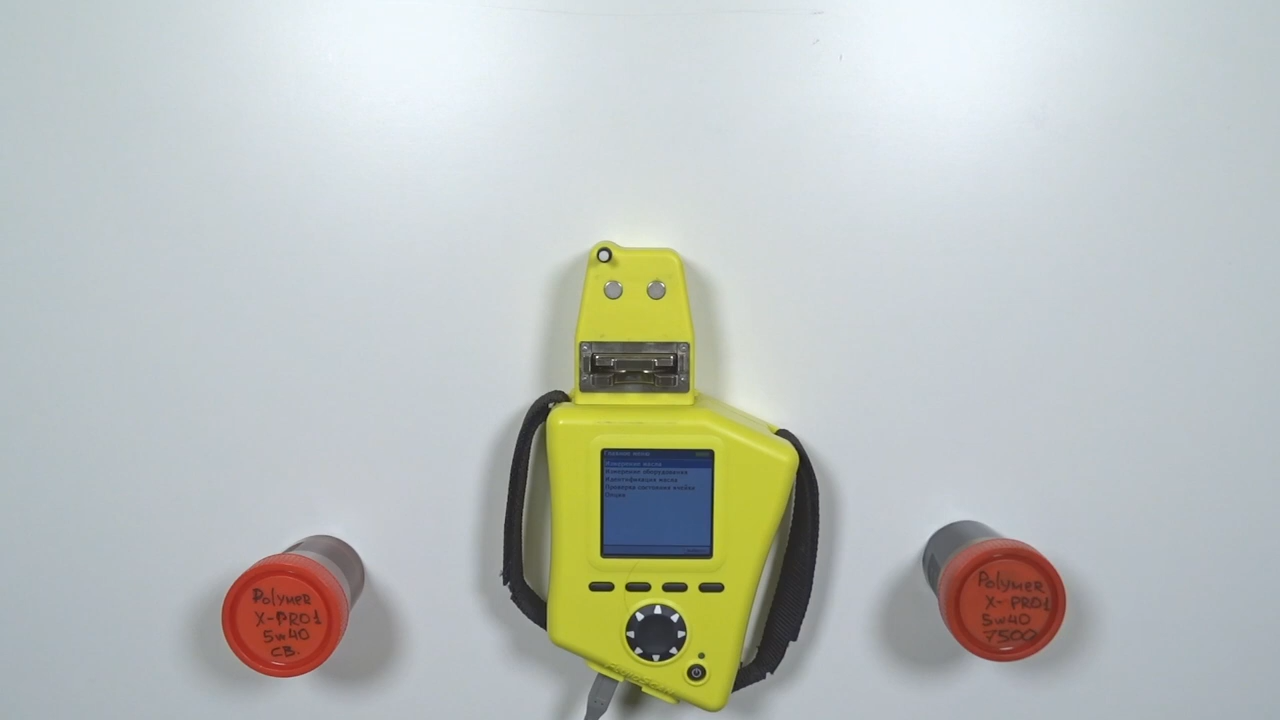 Главное меню
Измерение масла
Измерение оборудования
Идентификация масла
Проверка состояния ячейки
Опции
Polymer
X-PRO1
5w40
СВ.
Polymer
X-PRO1
5w40
7500